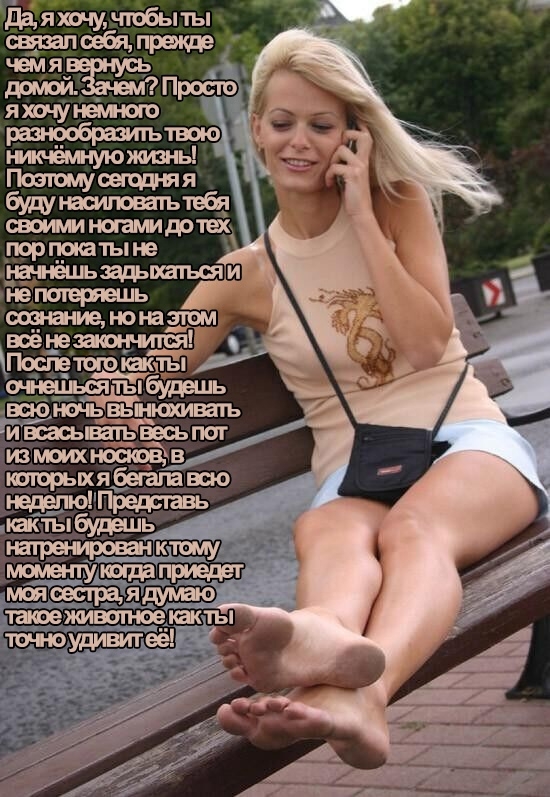 Да, я хочу, чтобы ты
связал себя, прежде
чем я вернусь
домой. Зачем? Просто
я хочу немного
разнообразить твою
никчёмную жизнь!
Поэтому сегодня я
буду насиловать тебя
своими ногами до тех
пор пока ты не
начнёшь задыхаться и
не потеряешь
сознание, но на этом
всё не закончится!
После того как ты
очнешься ты будешь
всю ночь вынюхивать
и всасывать весь пот
из моих носков, в
которых я бегала всю
неделю! Представь
как ты будешь
натренирован к тому
моменту когда приедет
моя сестра, я думаю
такое животное как ты
точно удивит её!